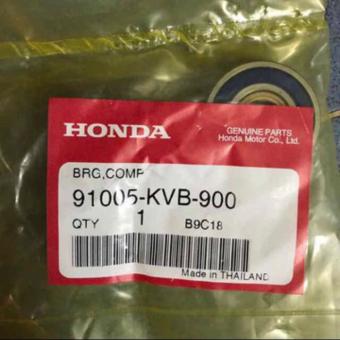 HONDA
GENUINE PARTS
Honda Motor Co., Ltd.
BRG,COMP
91005-KVB-900
QTY 1 B9C18
Made in THAILAND